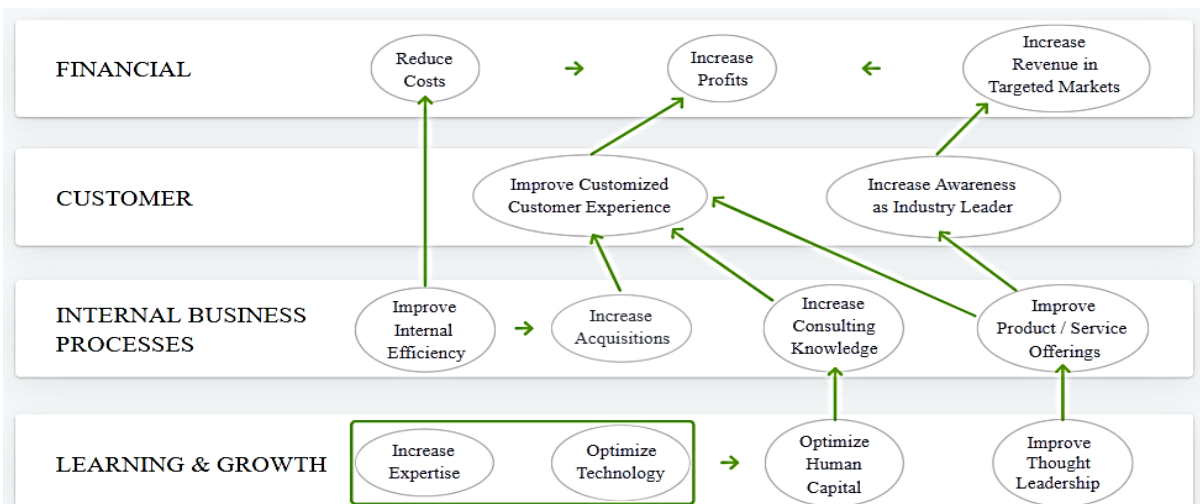 FINANCIAL
Reduce
Costs
Increase
Profits
Increase
Revenue in
Targeted Markets
CUSTOMER
Improve Customized
Customer Experience
Increase Awareness
as Industry Leader
INTERNAL BUSINESS
PROCESSES
Improve
Internal
Efficiency
Increase
Acquisitions
Increase
Consulting
Knowledge
Improve
Product / Service
Offerings
LEARNING & GROWTH
Increase
Expertise
Optimize
Technology
Optimize
Human
Capital
Improve
Thought
Leadership